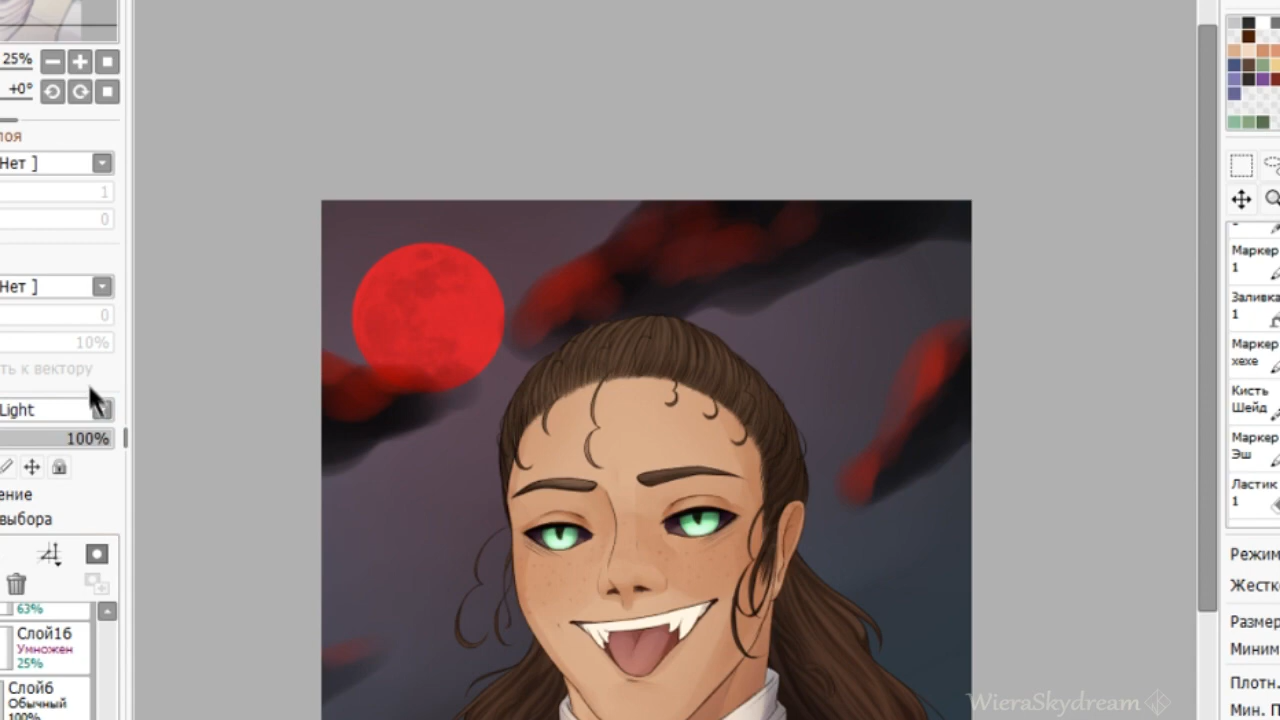 25%
+0°
лоя
Нет ]
1
0
Нет ]
0
10%
ть к вектору
Light
100%
ение
выбора
63%
Слой16
Умножен
25%
Слой6
Обычный
100%
Маркер
1
Заливка
1
Маркер
хехе
Кисть
Шейд
Маркер
Эш
Ластик
1
Режим
Жестк
Размер
Миним
Плотн.
Мин. П
WieraSkydream